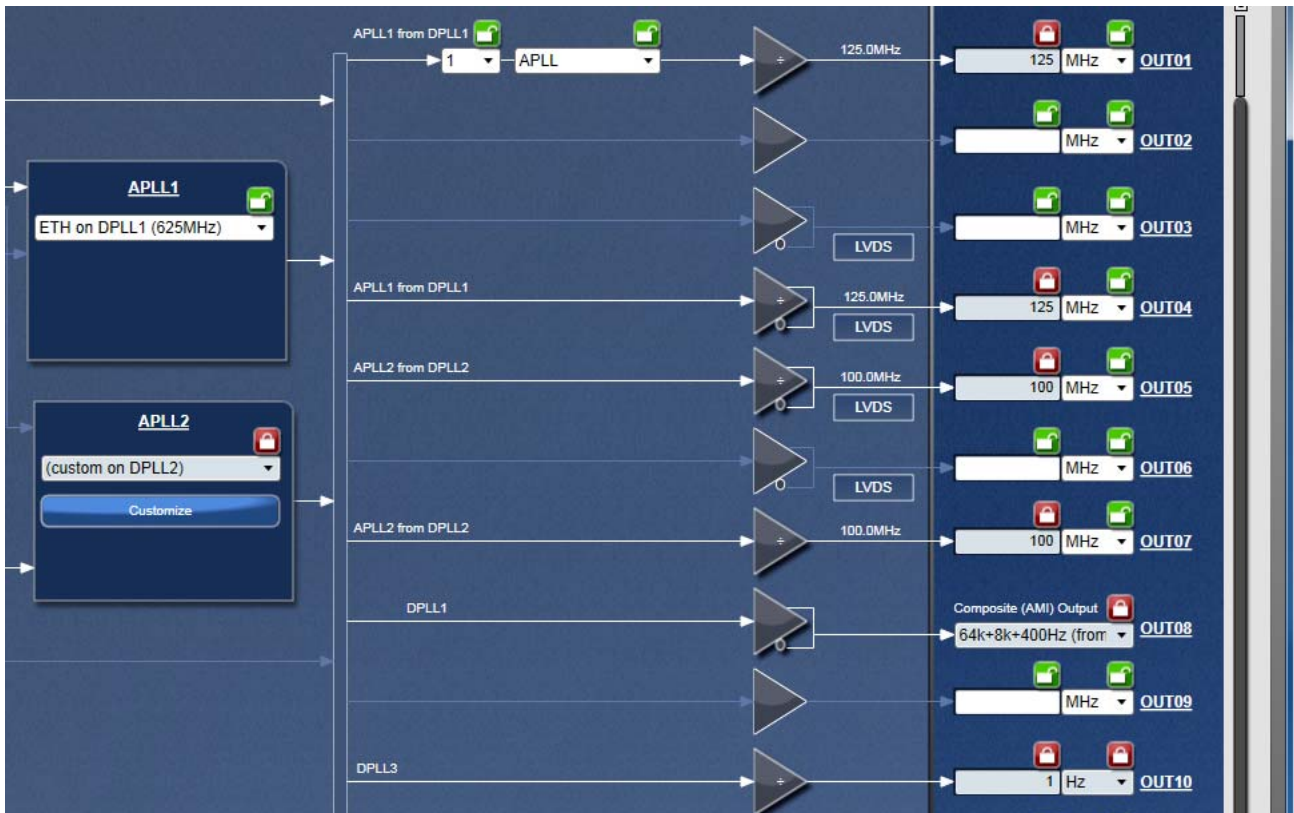 APLL1 from DPLL1
1 APLL ÷ 125.0MHz 125 MHz OUT01
MHz OUT02
APLL1
ETH on DPLL1 (625MHz)
MHz OUT03
LVDS
APLL1 from DPLL1
÷ 125.0MHz 125 MHz OUT04
LVDS
APLL2 from DPLL2
÷ 100.0MHz 100 MHz OUT05
LVDS
APLL2
(custom on DPLL2)
Customize
MHz OUT06
LVDS
APLL2 from DPLL2
÷ 100.0MHz 100 MHz OUT07
DPLL1
Composite (AMI) Output
64k+8k+400Hz (from OUT08
MHz OUT09
DPLL3
÷ 1 Hz OUT10